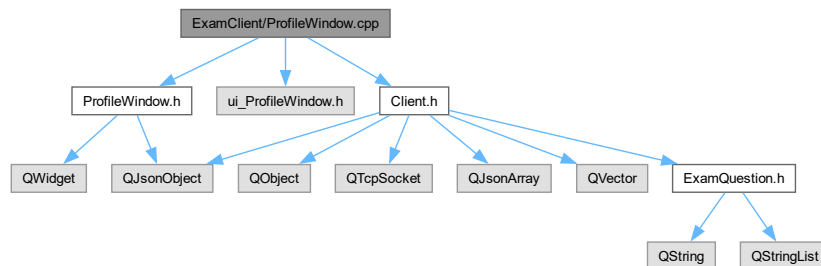 ExamClient/ProfileWindow.cpp
ProfileWindow.h
ui_ProfileWindow.h
Client.h
QWidget
QJsonObject
QObject
QTcpSocket
QJsonArray
QVector
ExamQuestion.h
QString
QStringList